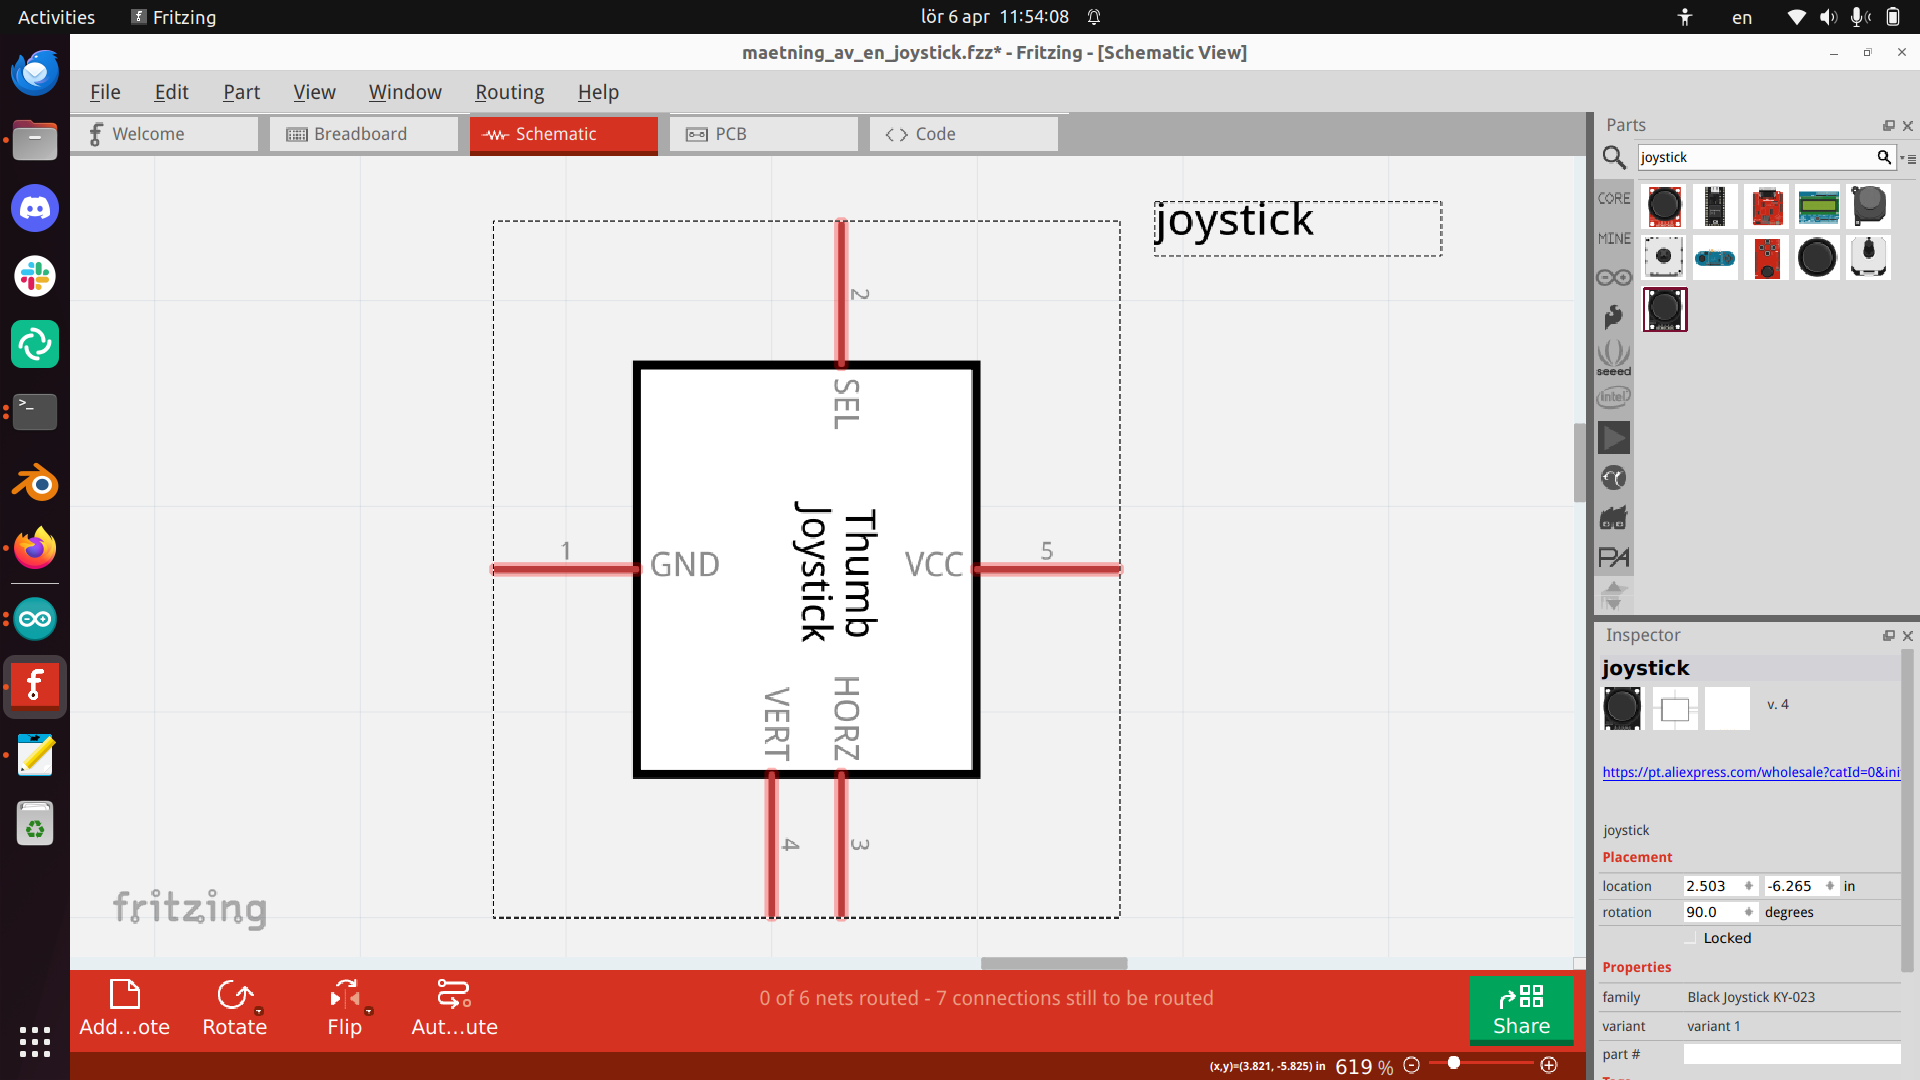 Activities
Fritzing
lör 6 apr 11:54:08
en
maetning_av_en_joystick.fzz* - Fritzing - [Schematic View]
File Edit Part View Window Routing Help
Welcome
Breadboard
Schematic
PCB
Code
joystick
2
SEL
1
GND
Thumb
Joystick
VCC
5
VERT
HORZ
4
3
fritzing
Parts
joystick
CORE
MINE
seeed
intel
PA
Inspector
joystick
v. 4
https://pt.aliexpress.com/wholesale?catId=0&ini
joystick
Placement
location 2.503 -6.265 in
rotation 90.0 degrees
Locked
Properties
family Black Joystick KY-023
variant variant 1
part #
Add...ote
Rotate
Flip
Aut...ute
0 of 6 nets routed - 7 connections still to be routed
Share
(x,y)=(3.821, -5.825) in 619 %